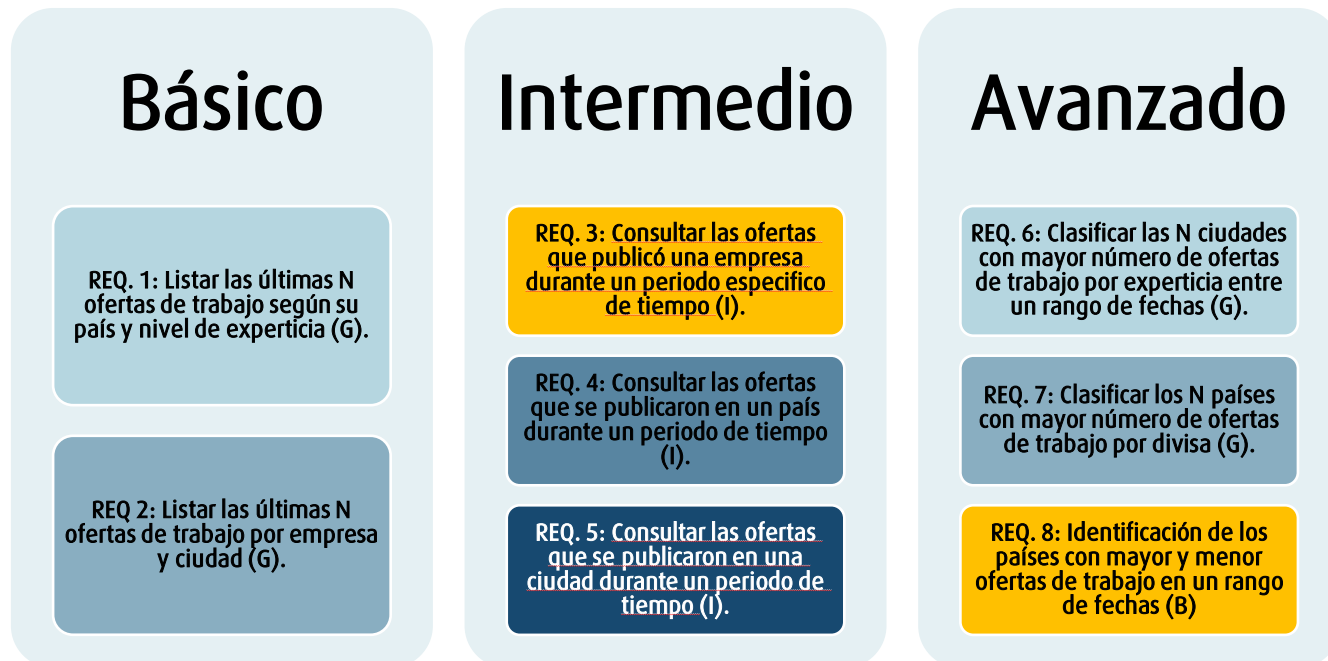 Básico
REQ. 1: Listar las últimas N
ofertas de trabajo según su
país y nivel de experticia (G).
REQ 2: Listar las últimas N
ofertas de trabajo por empresa
y ciudad (G).
Intermedio
REQ. 3: Consultar las ofertas
que publicó una empresa
durante un periodo especifico
de tiempo (I).
REQ. 4: Consultar las ofertas
que se publicaron en un país
durante un periodo de tiempo
(I).
REQ. 5: Consultar las ofertas
que se publicaron en una
ciudad durante un periodo de
tiempo (I).
Avanzado
REQ. 6: Clasificar las N ciudades
con mayor número de ofertas
de trabajo por experticia entre
un rango de fechas (G).
REQ. 7: Clasificar los N países
con mayor número de ofertas
de trabajo por divisa (G).
REQ. 8: Identificación de los
países con mayor y menor
ofertas de trabajo en un rango
de fechas (B)